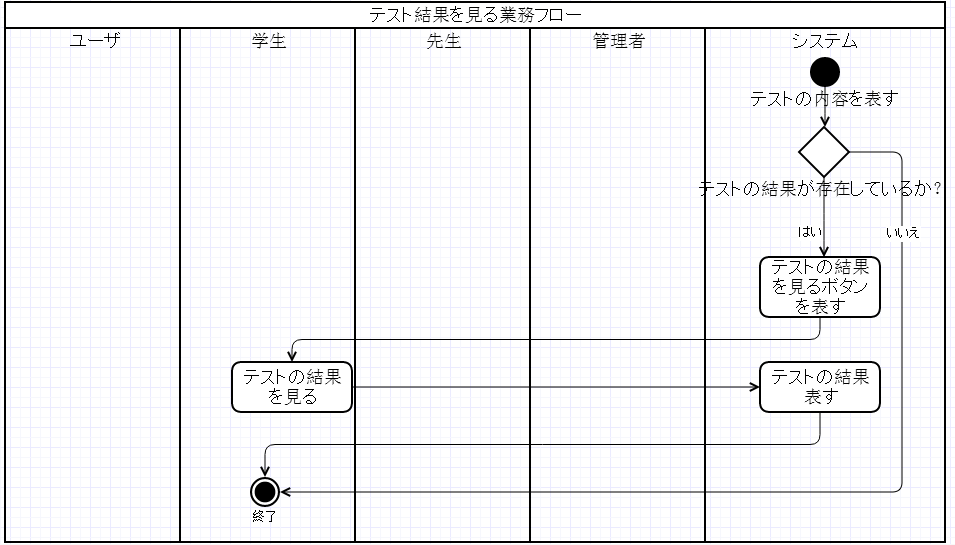 テスト結果を見る業務フロー
ユーザ
学生
先生
管理者
システム
テストの内容を表す
テストの結果が存在しているか?
はい
いいえ
テストの結果
を見るボタン
を表す
テストの結果
を見る
テストの結果
表す
終了